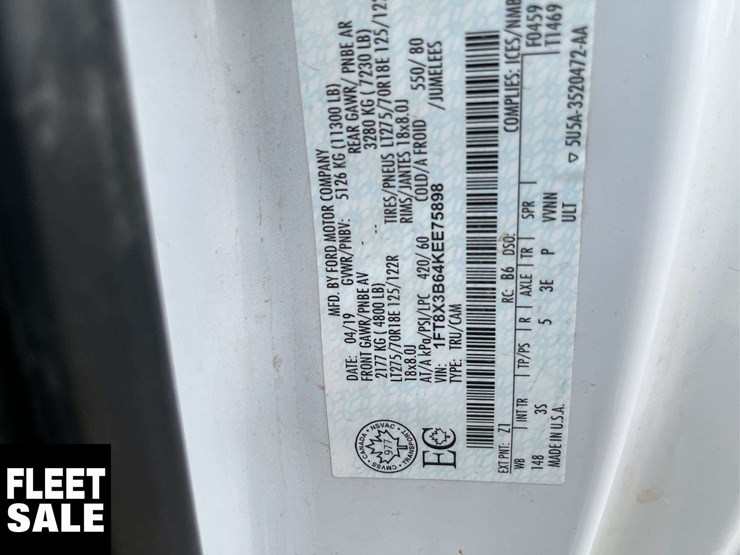 MFD. BY FORD MOTOR COMPANY
DATE: 04/19 GVWR/PNBV: 5126 KG (11300 LB)
FRONT GAWR/PNBE AV REAR GAWR/ PNBE AR
2177 KG ( 4800 LB) 3280 KG ( 7230 LB)
LT275/70R18E 125/122R TIRES/PNEUS LT275/70R18E 125/122
18x8.0J RIMS/JANTES 18x8.0J
AT/A kPa/PSI/LPC 420/ 60 COLD/A FROID 550/ 80
VIN: 1FT8X3B64KEE75898 /JUMELEES
TYPE: TRU/CAM
EXT PNT: Z1 RC: B6 DSO: COMPLIES: ICES/NMB
WB INT TR TP/PS R AXLE TR SPR F0459
148 3S 5 3E P VVNN T1469
ULT
MADE IN U.S.A. 5U5A-3520472-AA
CANADA • NSVAC • TRANSPORT • CMVSS
977
EC
FLEET
SALE